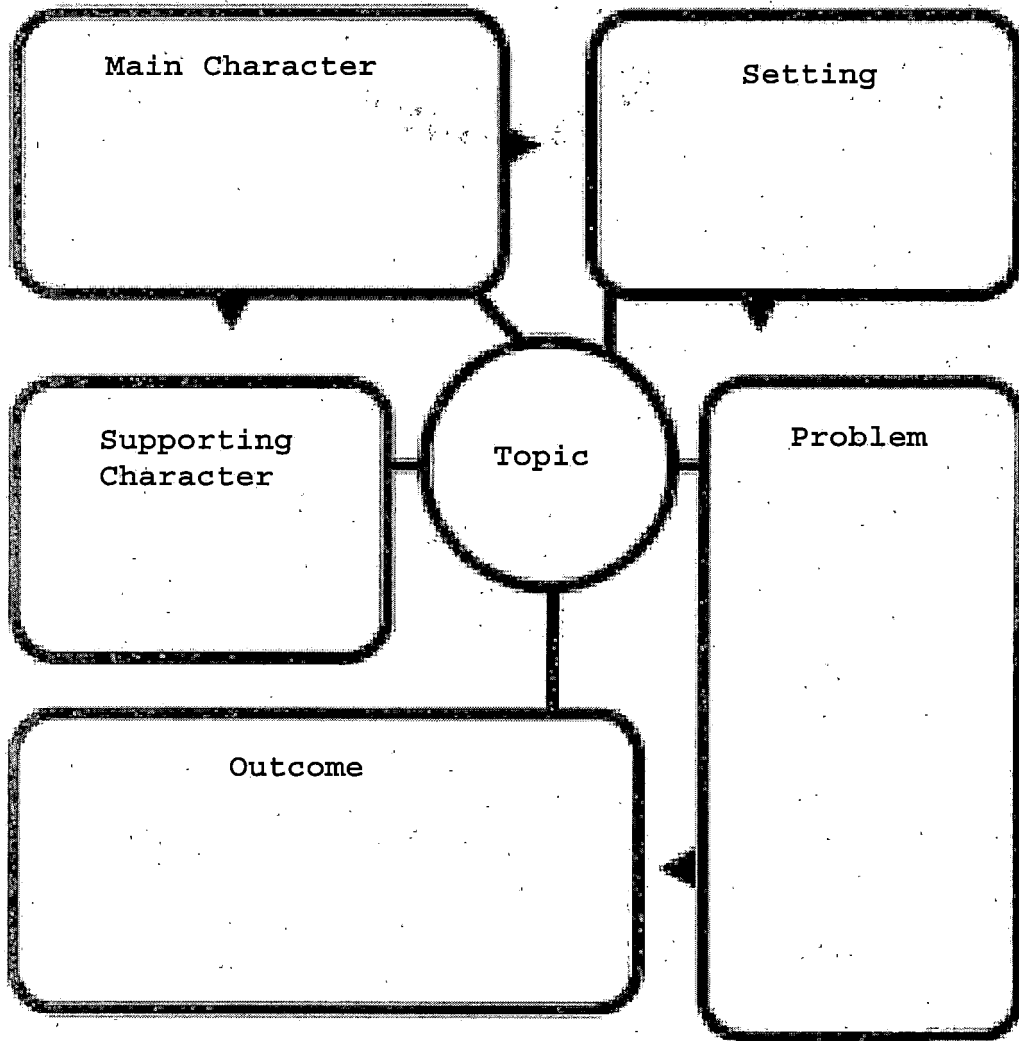 Main Character
Setting
Supporting
Character
Topic
Problem
Outcome